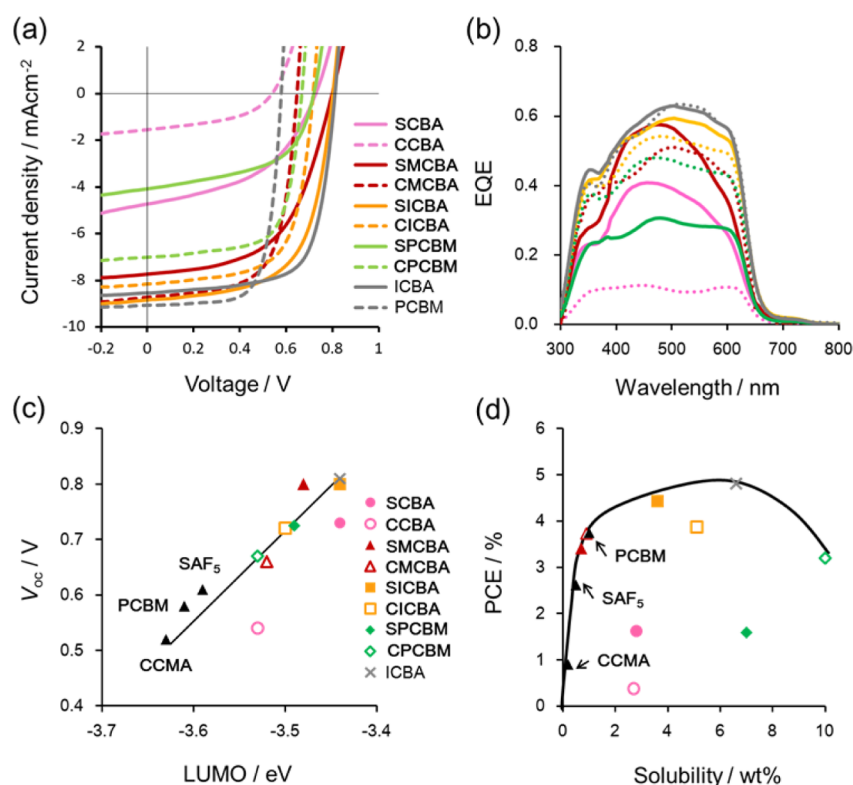 (a)
2
0
-2
-4
-6
-8
-10
-0.2
0
0.2
0.4
0.6
0.8
1
Current density / mAcm-2
Voltage / V
SCBA
CCBA
SMCBA
CMCBA
SICBA
CICBA
SPCBM
CPCBM
ICBA
PCBM
(b)
0.8
0.6
0.4
0.2
0.0
300
400
500
600
700
800
EQE
Wavelength / nm
(c)
0.9
0.8
0.7
0.6
0.5
0.4
-3.7
-3.6
-3.5
-3.4
Voc / V
LUMO / eV
SAF5
PCBM
CCMA
SCBA
CCBA
SMCBA
CMCBA
SICBA
CICBA
SPCBM
CPCBM
ICBA
(d)
6
5
4
3
2
1
0
0
2
4
6
8
10
PCE / %
Solubility / wt%
PCBM
SAF5
CCMA